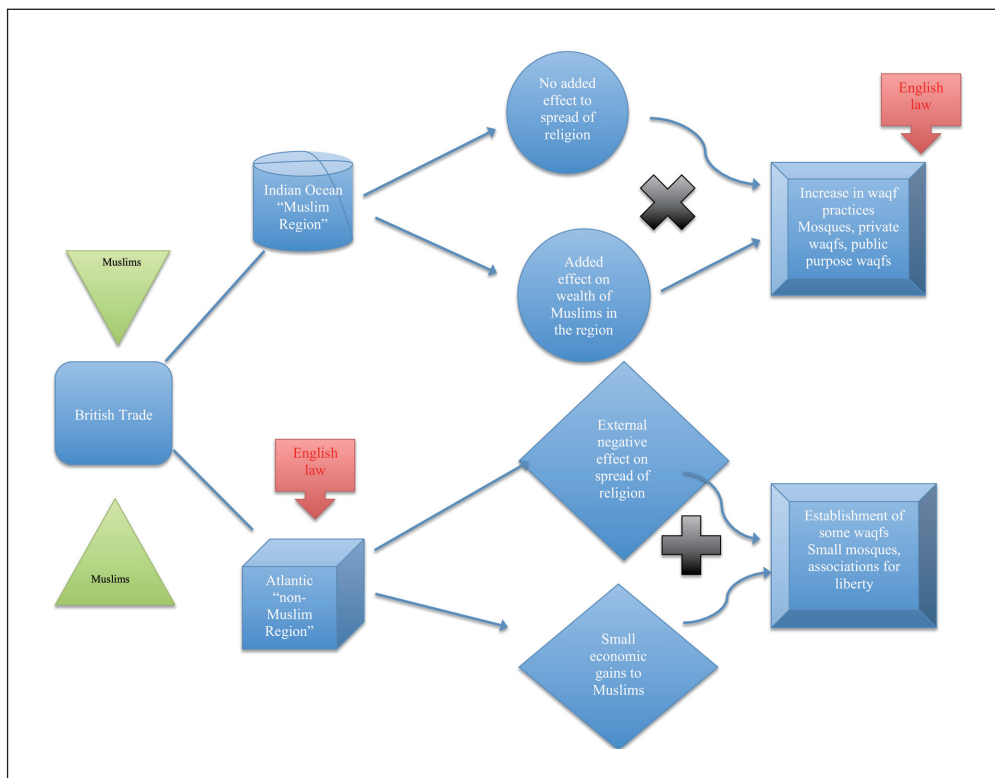 No added
effect to
spread of
religion
English
law
Indian Ocean
“Muslim
Region”
Increase in waqf
practices
Mosques, private
waqfs, public
purpose waqfs
Muslims
Added
effect on
wealth of
Muslims in
the region
British Trade
External
negative
effect on
spread of
religion
English
law
Establishment of
some waqfs
Small mosques,
associations for
liberty
Muslims
Atlantic
“non-
Muslim
Region”
Small
economic
gains to
Muslims